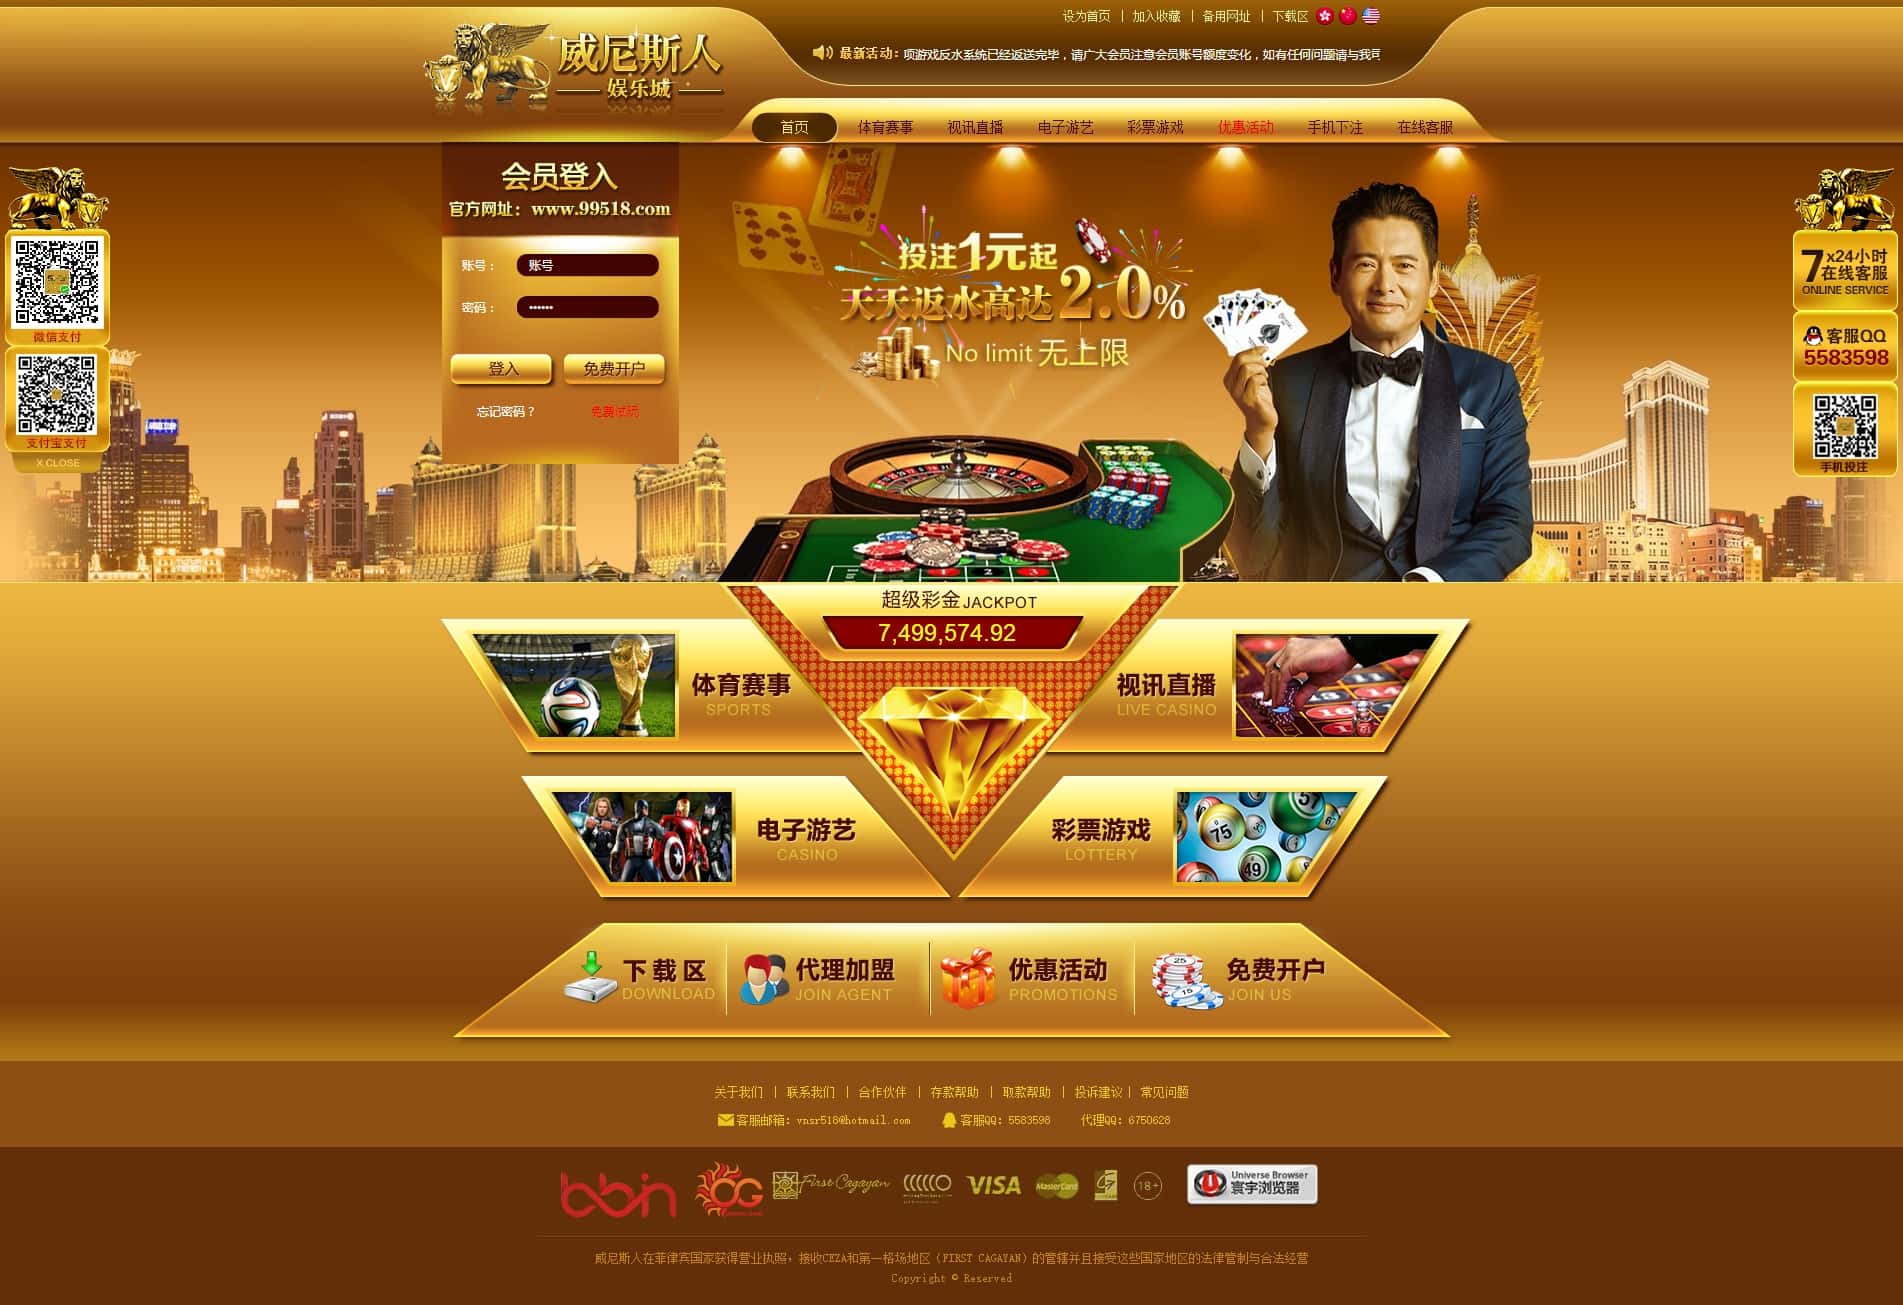 设为首页 | 加入收藏 | 备用网址 | 下载区
威尼斯人
娱乐城
最新活动：
项游戏反水系统已经返送完毕，请广大会员注意会员账号额度变化，如有任何问题请与我司
首页 体育赛事 视讯直播 电子游艺 彩票游戏 优惠活动 手机下注 在线客服
会员登入
官方网址：www.99518.com
账号： 账号
密码： ••••••
登入 免费开户
忘记密码？ 免费试玩
微信支付
支付宝支付
X CLOSE
投注1元起
天天返水高达2.0%
No limit 无上限
7x24小时
在线客服
ONLINE SERVICE
客服QQ
5583598
手机投注
超级彩金JACKPOT
7,499,574.92
体育赛事
SPORTS
视讯直播
LIVE CASINO
电子游艺
CASINO
彩票游戏
LOTTERY
75
51
49
下载区
DOWNLOAD
代理加盟
JOIN AGENT
优惠活动
PROMOTIONS
25
15
免费开户
JOIN US
关于我们 | 联系我们 | 合作伙伴 | 存款帮助 | 取款帮助 | 投诉建议 | 常见问题
客服邮箱：vnsr518@hotmail.com 客服QQ：5583598 代理QQ：6750628
bbin OG First Cagayan VISA MasterCard G 18+
Universe Browser
寰宇浏览器
威尼斯人在菲律宾国家获得营业执照，接收CEZA和第一格场地区（FIRST CAGAYAN）的管辖并且接受这些国家地区的法律管制与合法经营
Copyright © Reserved